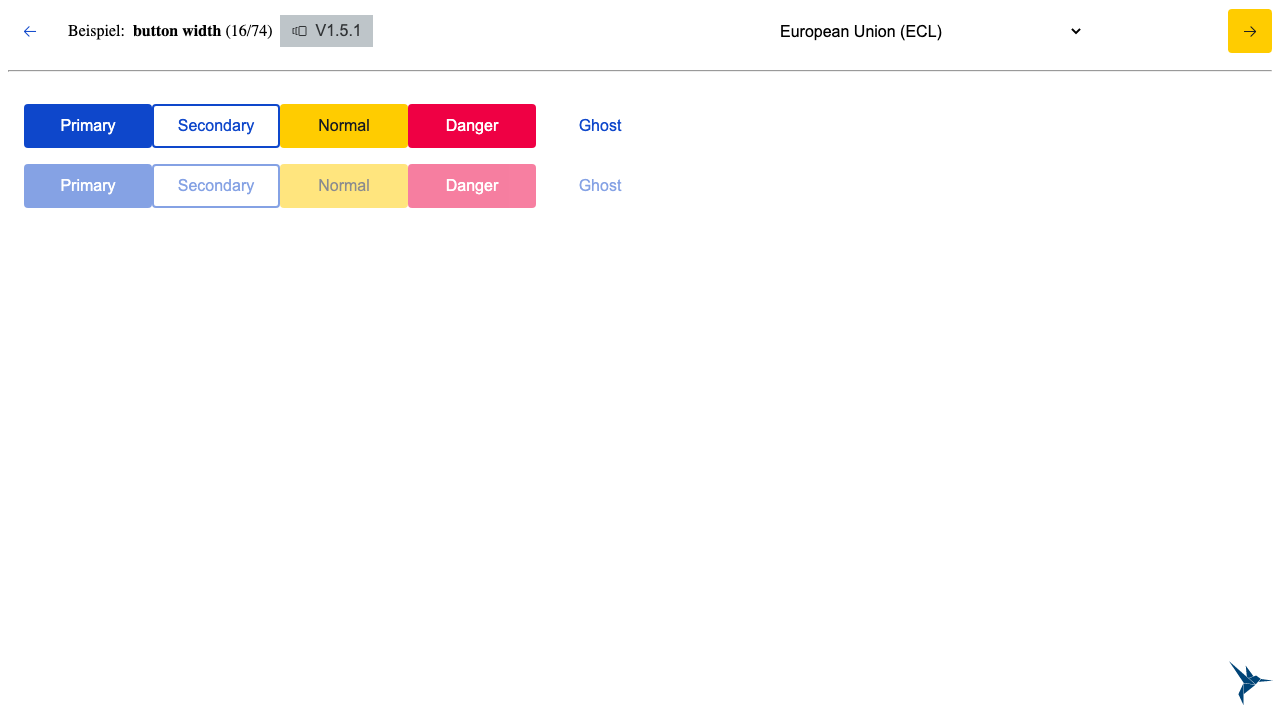 Beispiel: button width (16/74) V1.5.1 European Union (ECL)
Primary Secondary Normal Danger Ghost
Primary Secondary Normal Danger Ghost